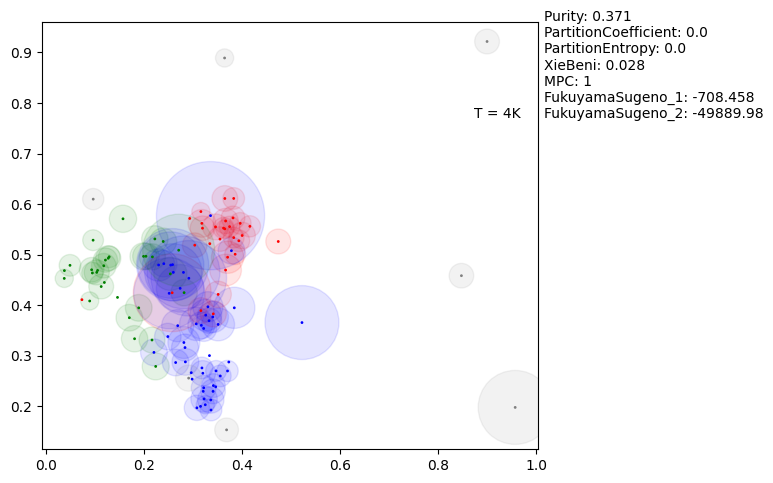 Purity: 0.371
PartitionCoefficient: 0.0
PartitionEntropy: 0.0
XieBeni: 0.028
MPC: 1
FukuyamaSugeno_1: -708.458
FukuyamaSugeno_2: -49889.98
T = 4K
0.9
0.8
0.7
0.6
0.5
0.4
0.3
0.2
0.0 0.2 0.4 0.6 0.8 1.0